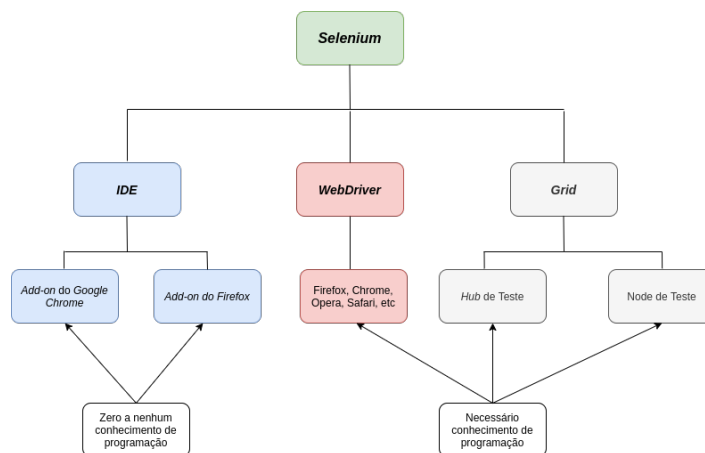 Selenium
IDE
WebDriver
Grid
Add-on do Google
Chrome
Add-on do Firefox
Firefox, Chrome,
Opera, Safari, etc
Hub de Teste
Node de Teste
Zero a nenhum
conhecimento de
programação
Necessário
conhecimento de
programação